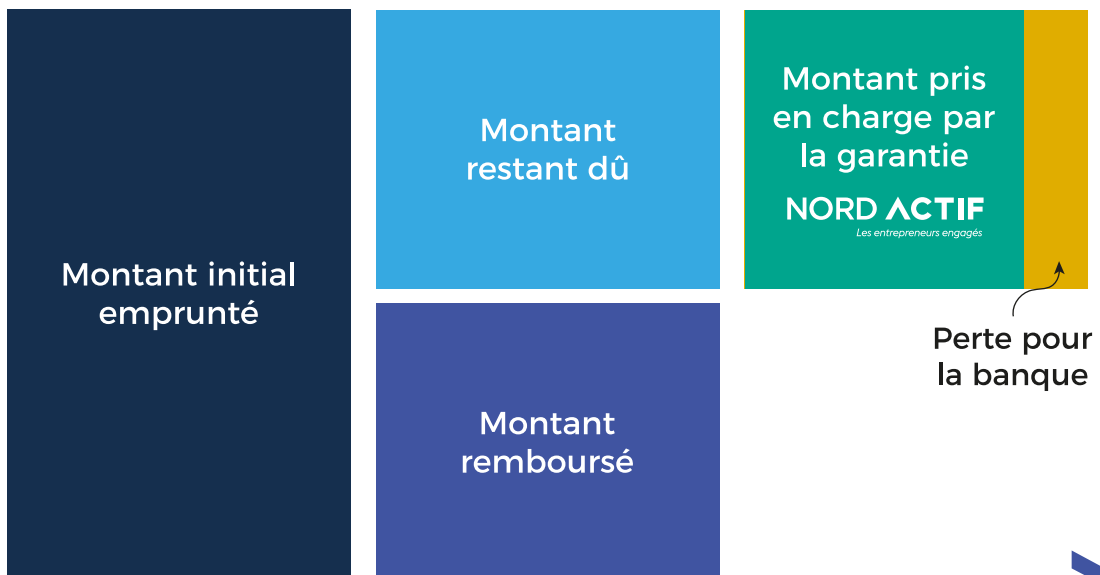 Montant initial
emprunté
Montant
restant dû
Montant
remboursé
Montant pris
en charge par
la garantie
NORD ACTIF
Les entrepreneurs engagés
Perte pour
la banque